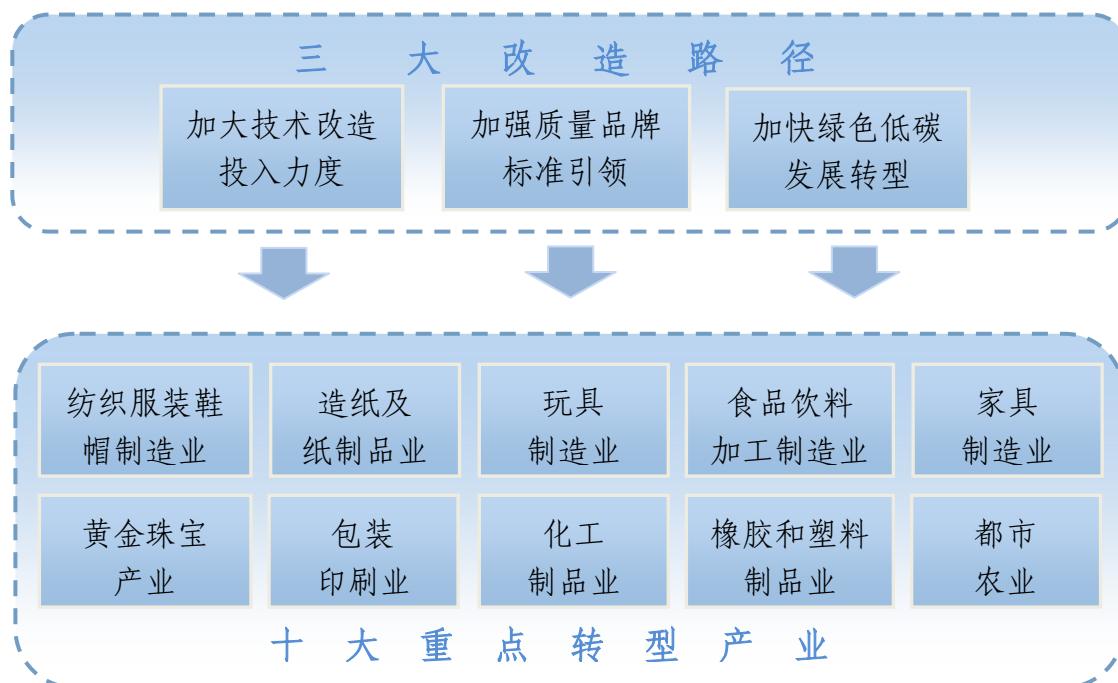 三大改造路径
加大技术改造
投入力度
加强质量品牌
标准引领
加快绿色低碳
发展转型
纺织服装鞋
帽制造业
造纸及
纸制品业
玩具
制造业
食品饮料
加工制造业
家具
制造业
黄金珠宝
产业
包装
印刷业
化工
制品业
橡胶和塑料
制品业
都市
农业
十大重点转型产业